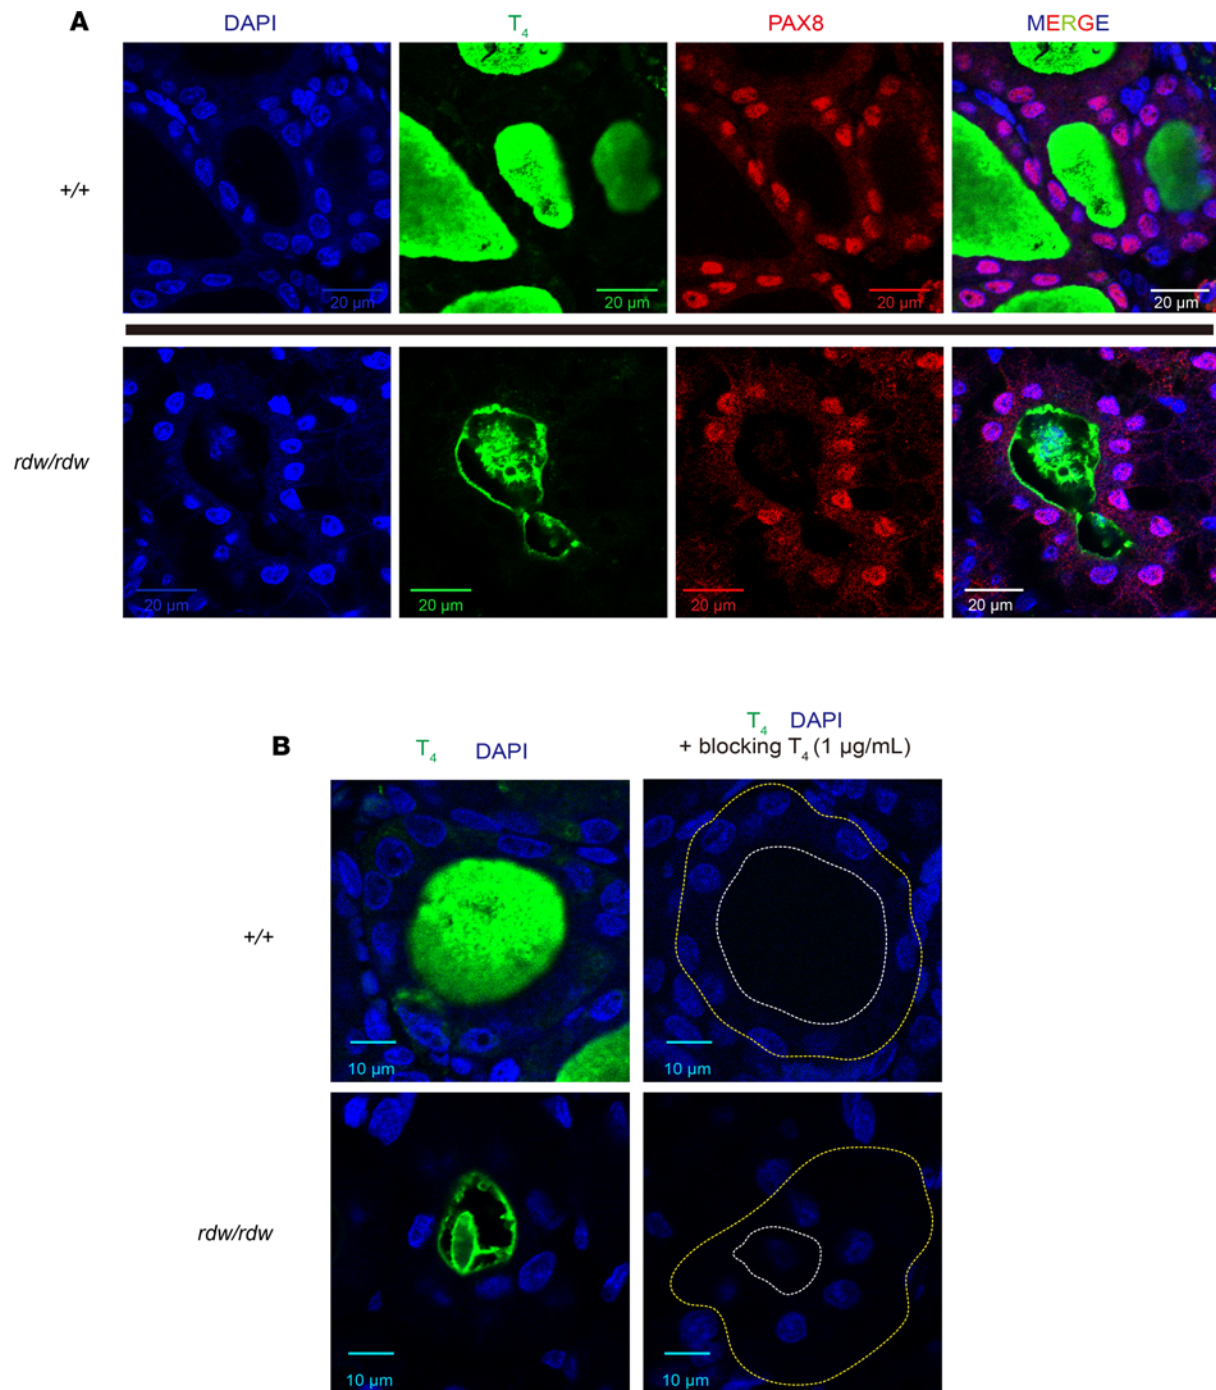 A
DAPI T₄ PAX8 MERGE
+/+
20 µm 20 µm 20 µm 20 µm
rdw/rdw
20 µm 20 µm 20 µm 20 µm
B
T₄ DAPI
T₄ DAPI
+ blocking T₄ (1 µg/mL)
+/+
10 µm 10 µm
rdw/rdw
10 µm 10 µm